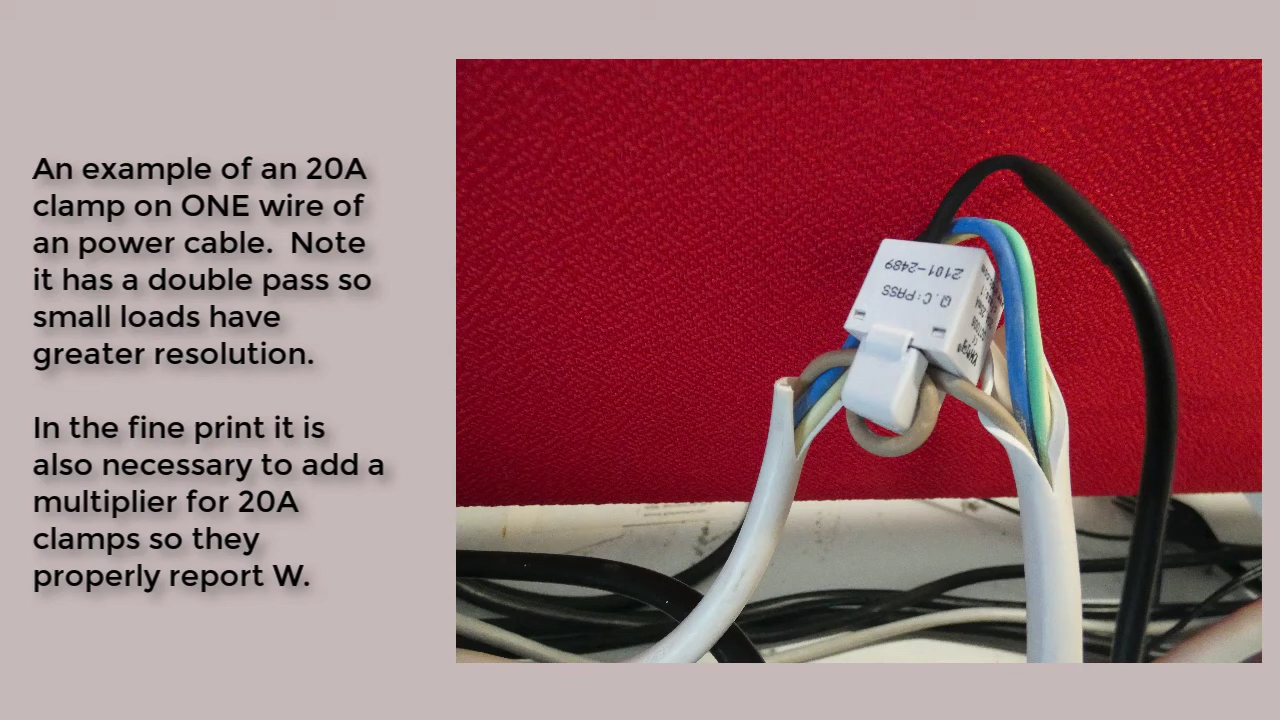 An example of an 20A
clamp on ONE wire of
an power cable.  Note
it has a double pass so
small loads have
greater resolution.
In the fine print it is
also necessary to add a
multiplier for 20A
clamps so they
properly report W.
2101-2489
Q.C:PASS